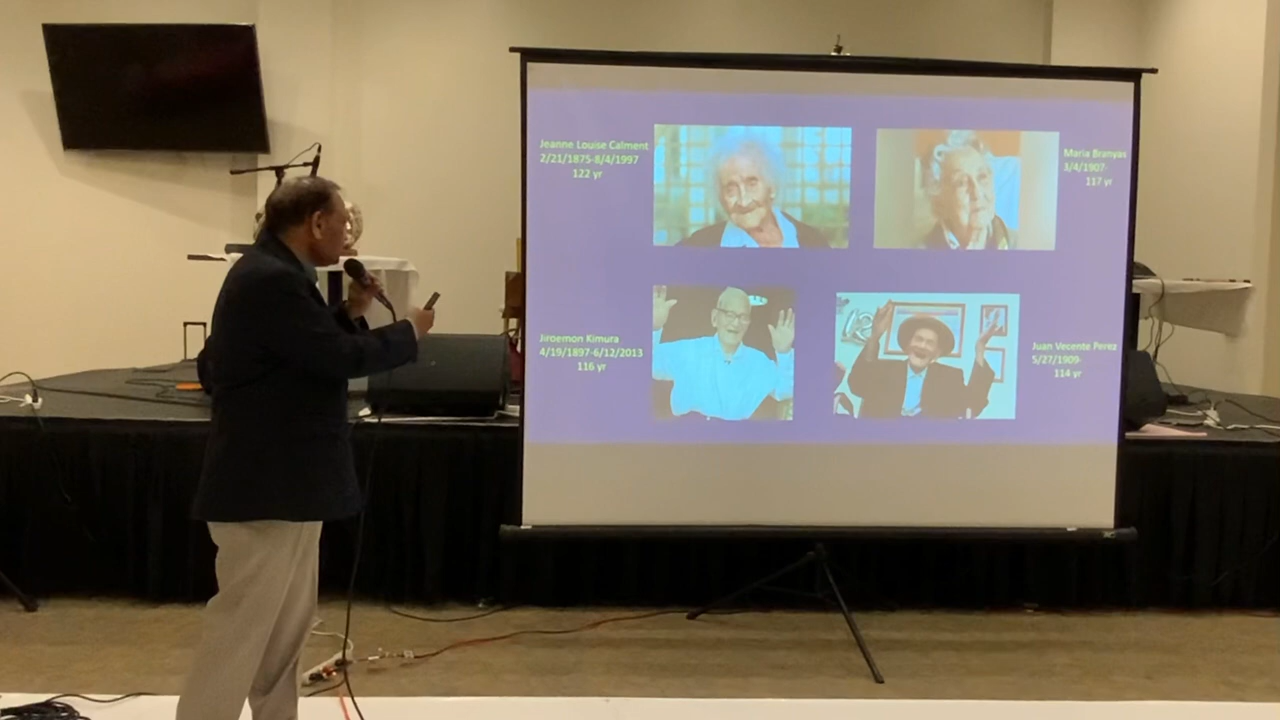 Jeanne Louise Calment
2/21/1875-8/4/1997
122 yr
Maria Branyas
3/4/1907-
117 yr
Jiroemon Kimura
4/19/1897-6/12/2013
116 yr
Juan Vecente Perez
5/27/1909-
114 yr